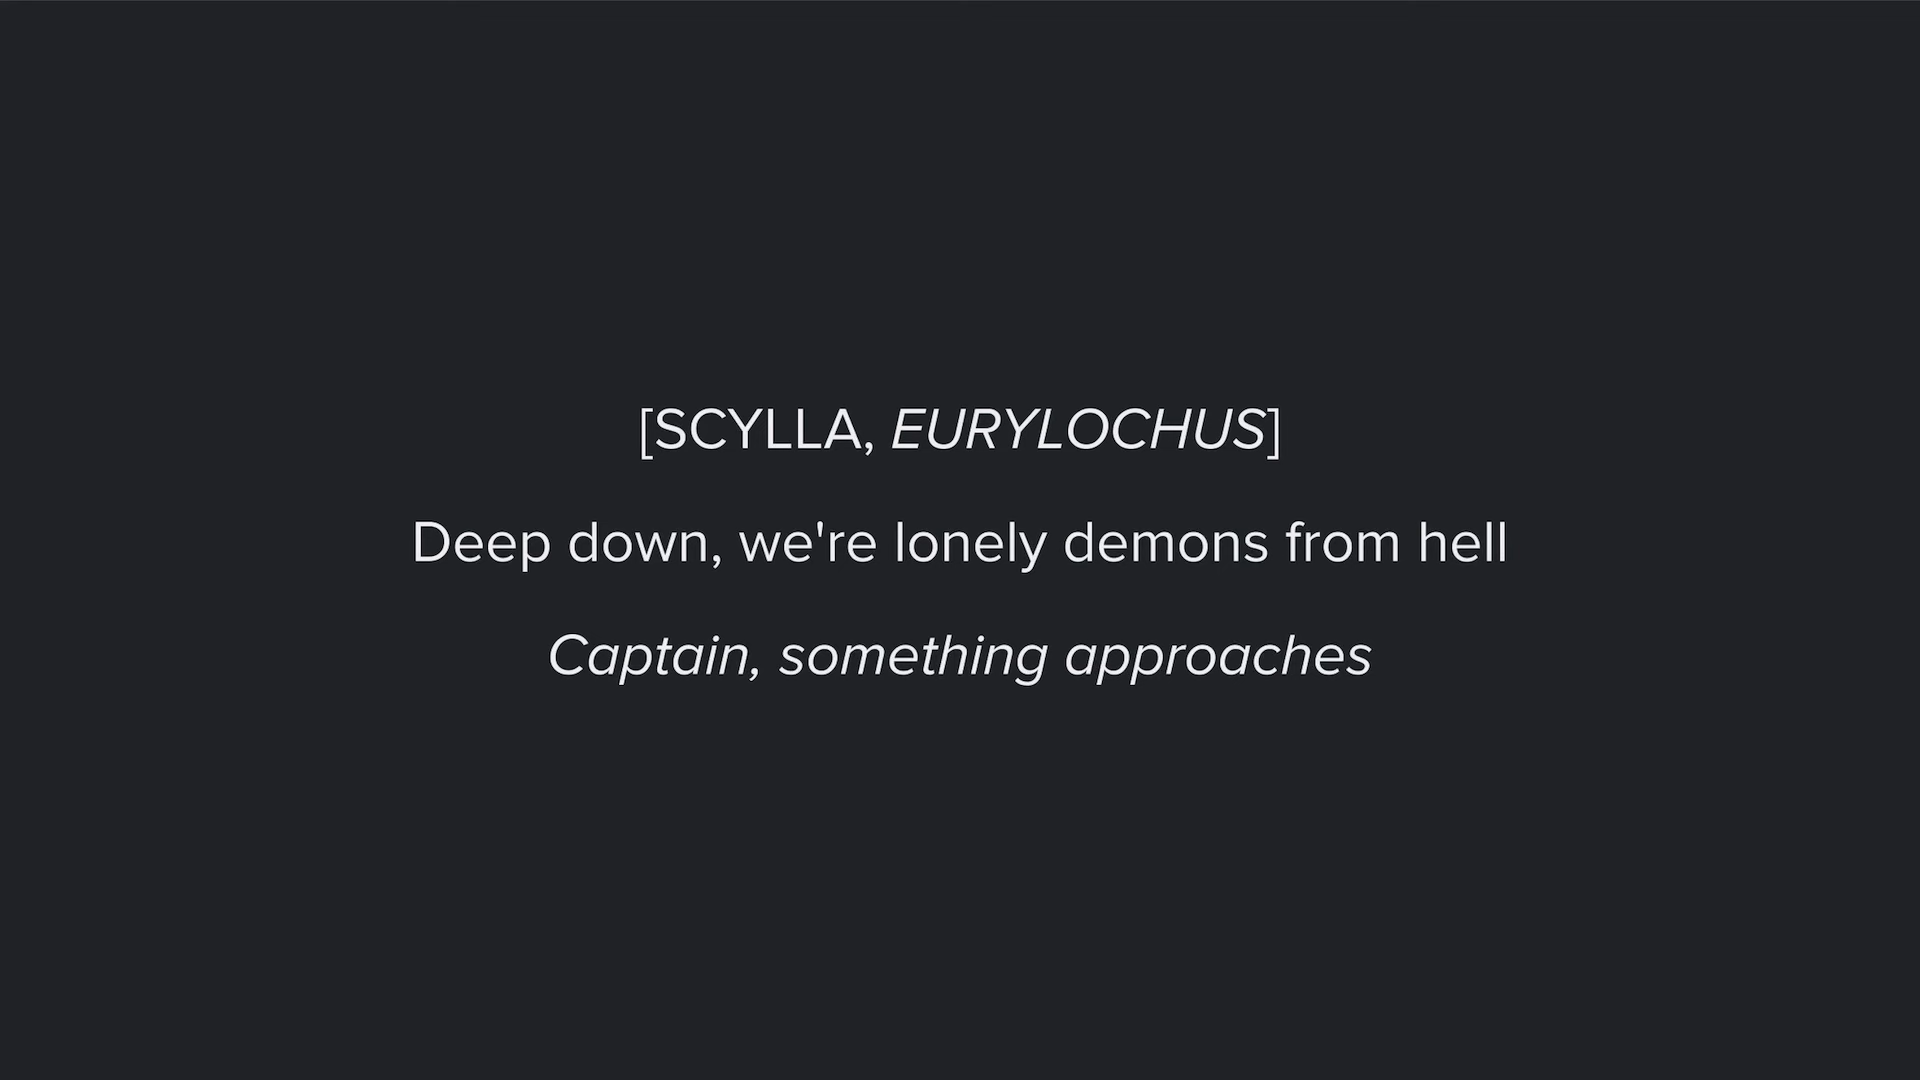 [SCYLLA, EURYLOCHUS]
Deep down, we're lonely demons from hell
Captain, something approaches